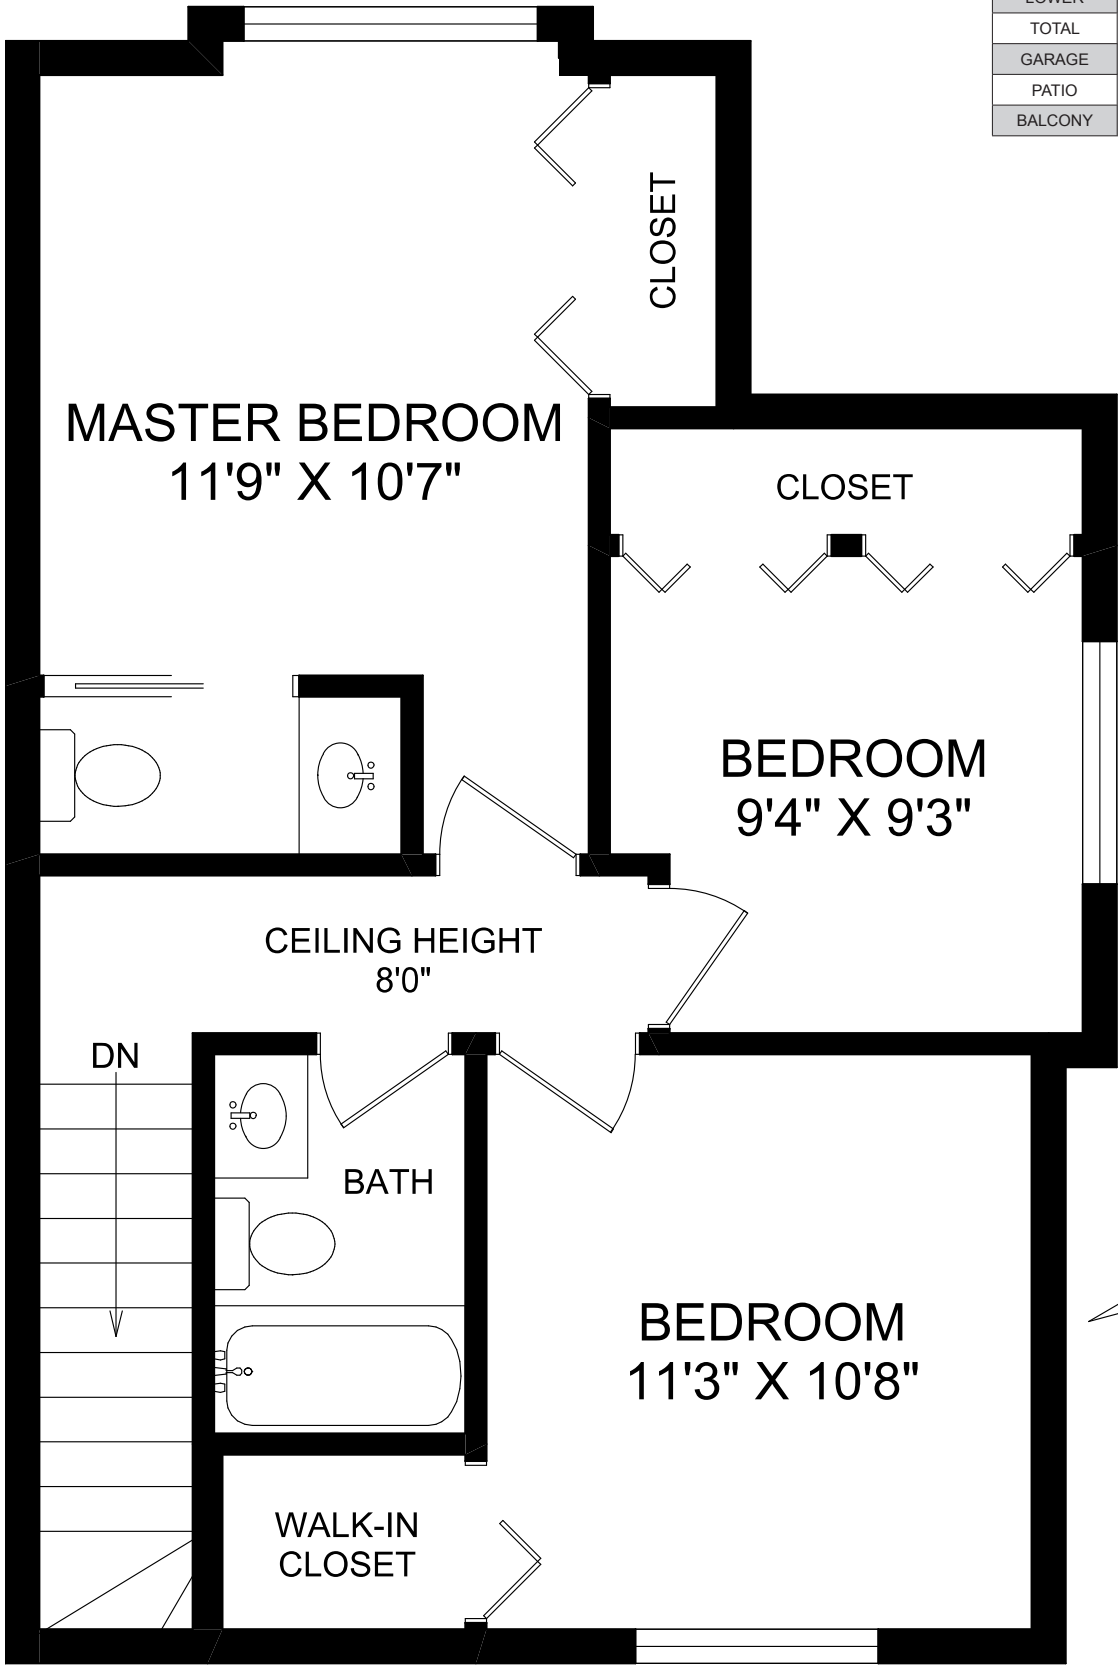 LOWER
TOTAL
GARAGE
PATIO
BALCONY
CLOSET
MASTER BEDROOM
11'9" X 10'7"
CLOSET
BEDROOM
9'4" X 9'3"
CEILING HEIGHT
8'0"
DN
BATH
BEDROOM
11'3" X 10'8"
WALK-IN
CLOSET